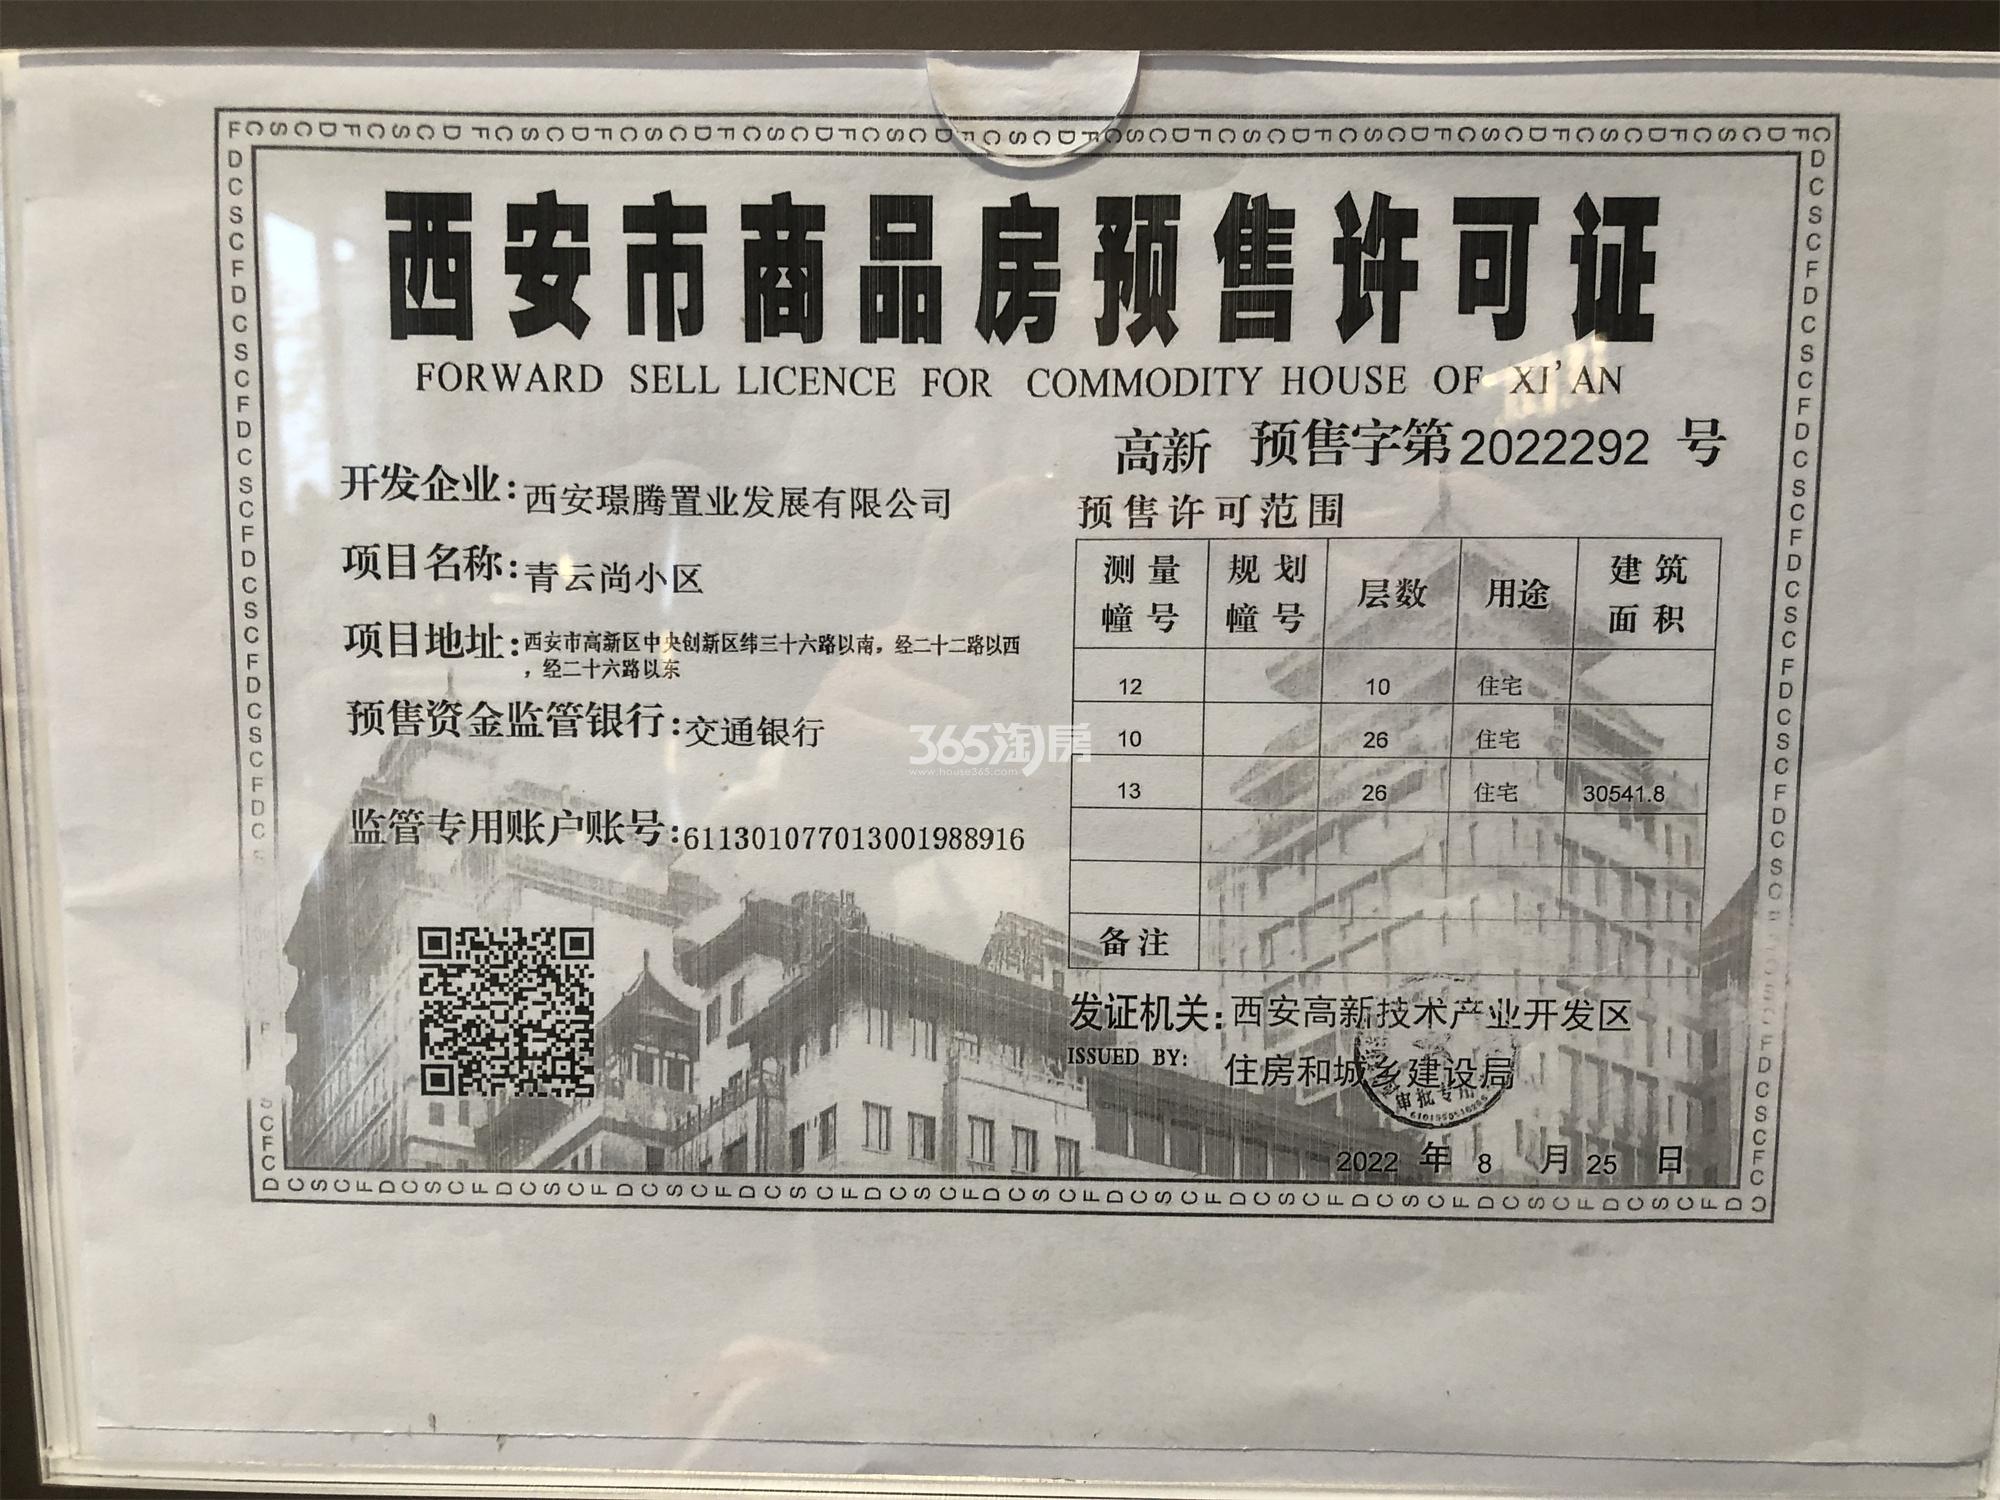 西安市商品房预售许可证
FORWARD SELL LICENCE FOR COMMODITY HOUSE OF XI'AN
高新 预售字第2022292 号
开发企业:西安璟腾置业发展有限公司
项目名称:青云尚小区
项目地址:西安市高新区中央创新区纬三十六路以南，经二十二路以西
，经二十六路以东
预售资金监管银行:交通银行
监管专用账户账号:611301077013001988916
预售许可范围
测量幢号 规划幢号 层数 用途 建筑面积
12 10 住宅
10 26 住宅
13 26 住宅 30541.8
备注
发证机关:西安高新技术产业开发区
ISSUED BY: 住房和城乡建设局
审批专用
2022 年 8 月 25 日
365淘房
www.house365.com